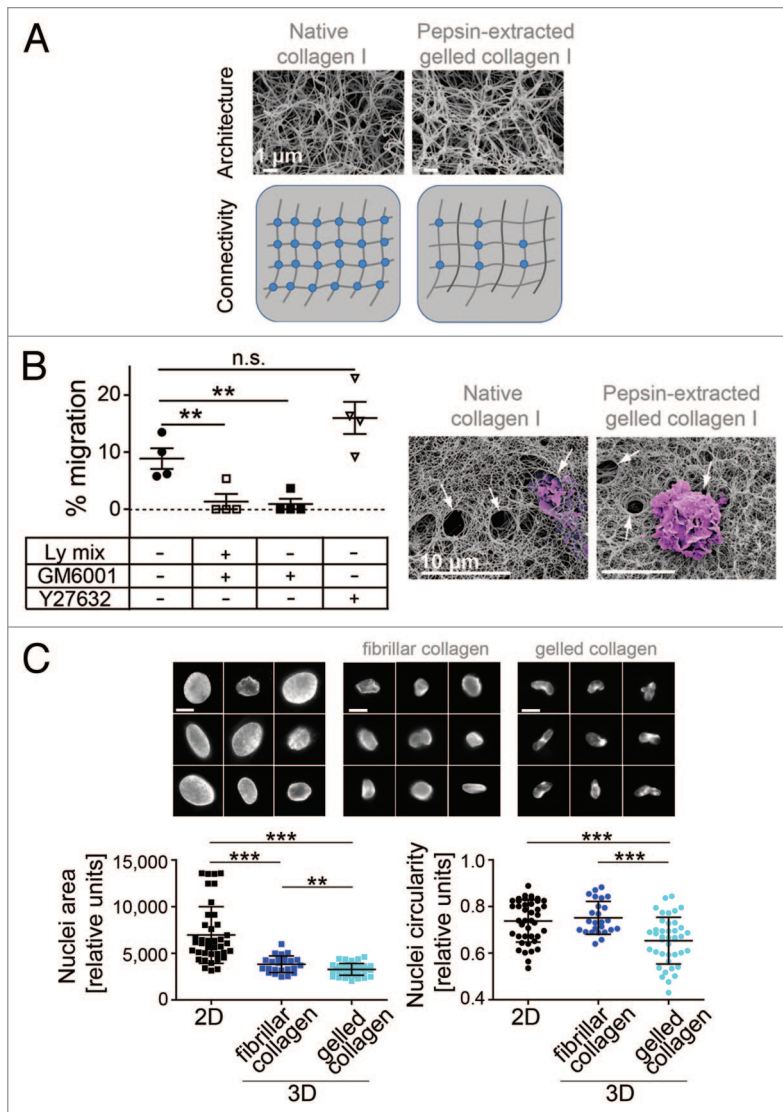 A
Native
collagen I
Pepsin-extracted
gelled collagen I
Architecture
1 µm
Connectivity
B
n.s.
**
**
20
10
0
% migration
Ly mix – + – –
GM6001 – + + –
Y27632 – – – +
Native
collagen I
Pepsin-extracted
gelled collagen I
10 µm
C
fibrillar collagen
gelled collagen
***
***
**
15,000
10,000
5,000
0
Nuclei area
[relative units]
2D
fibrillar
collagen
gelled
collagen
3D
***
***
1.0
0.8
0.6
0.4
Nuclei circularity
[relative units]
2D
fibrillar
collagen
gelled
collagen
3D